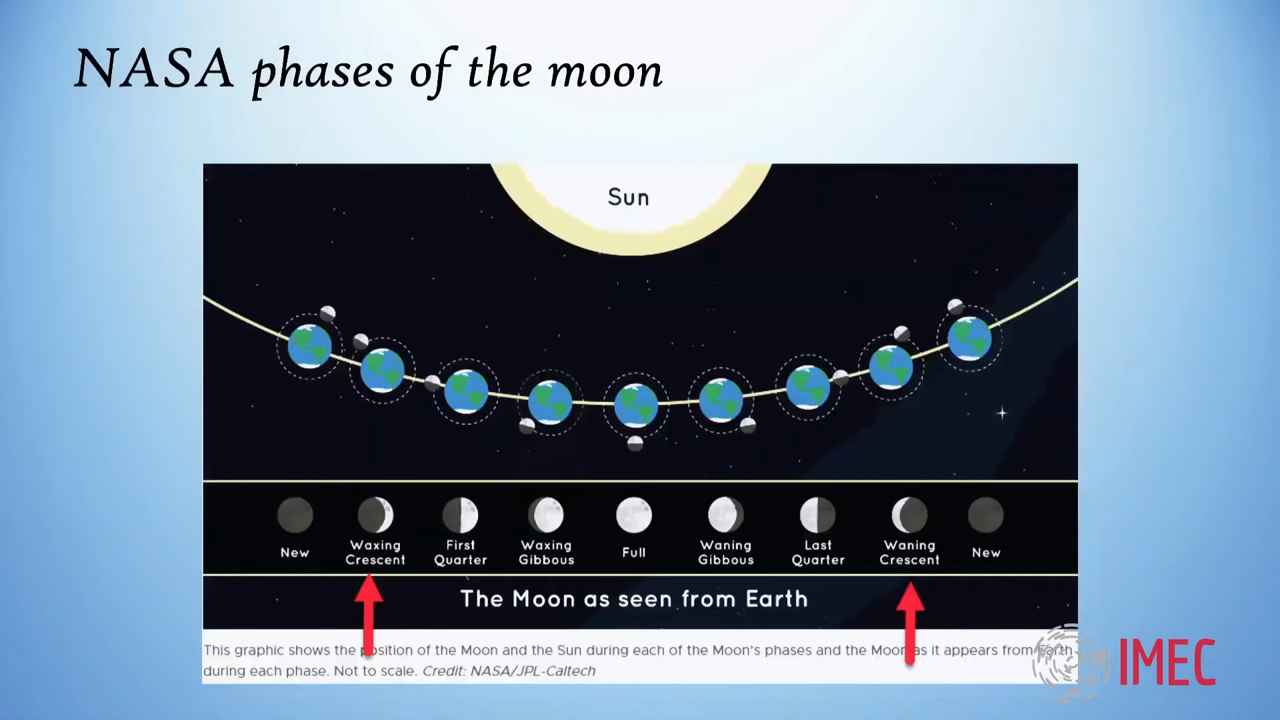 NASA phases of the moon
Sun
New
Waxing
Crescent
First
Quarter
Waxing
Gibbous
Full
Waning
Gibbous
Last
Quarter
Waning
Crescent
New
The Moon as seen from Earth
This graphic shows the position of the Moon and the Sun during each of the Moon's phases and the Moon as it appears from Earth
during each phase. Not to scale. Credit: NASA/JPL-Caltech
IMEC